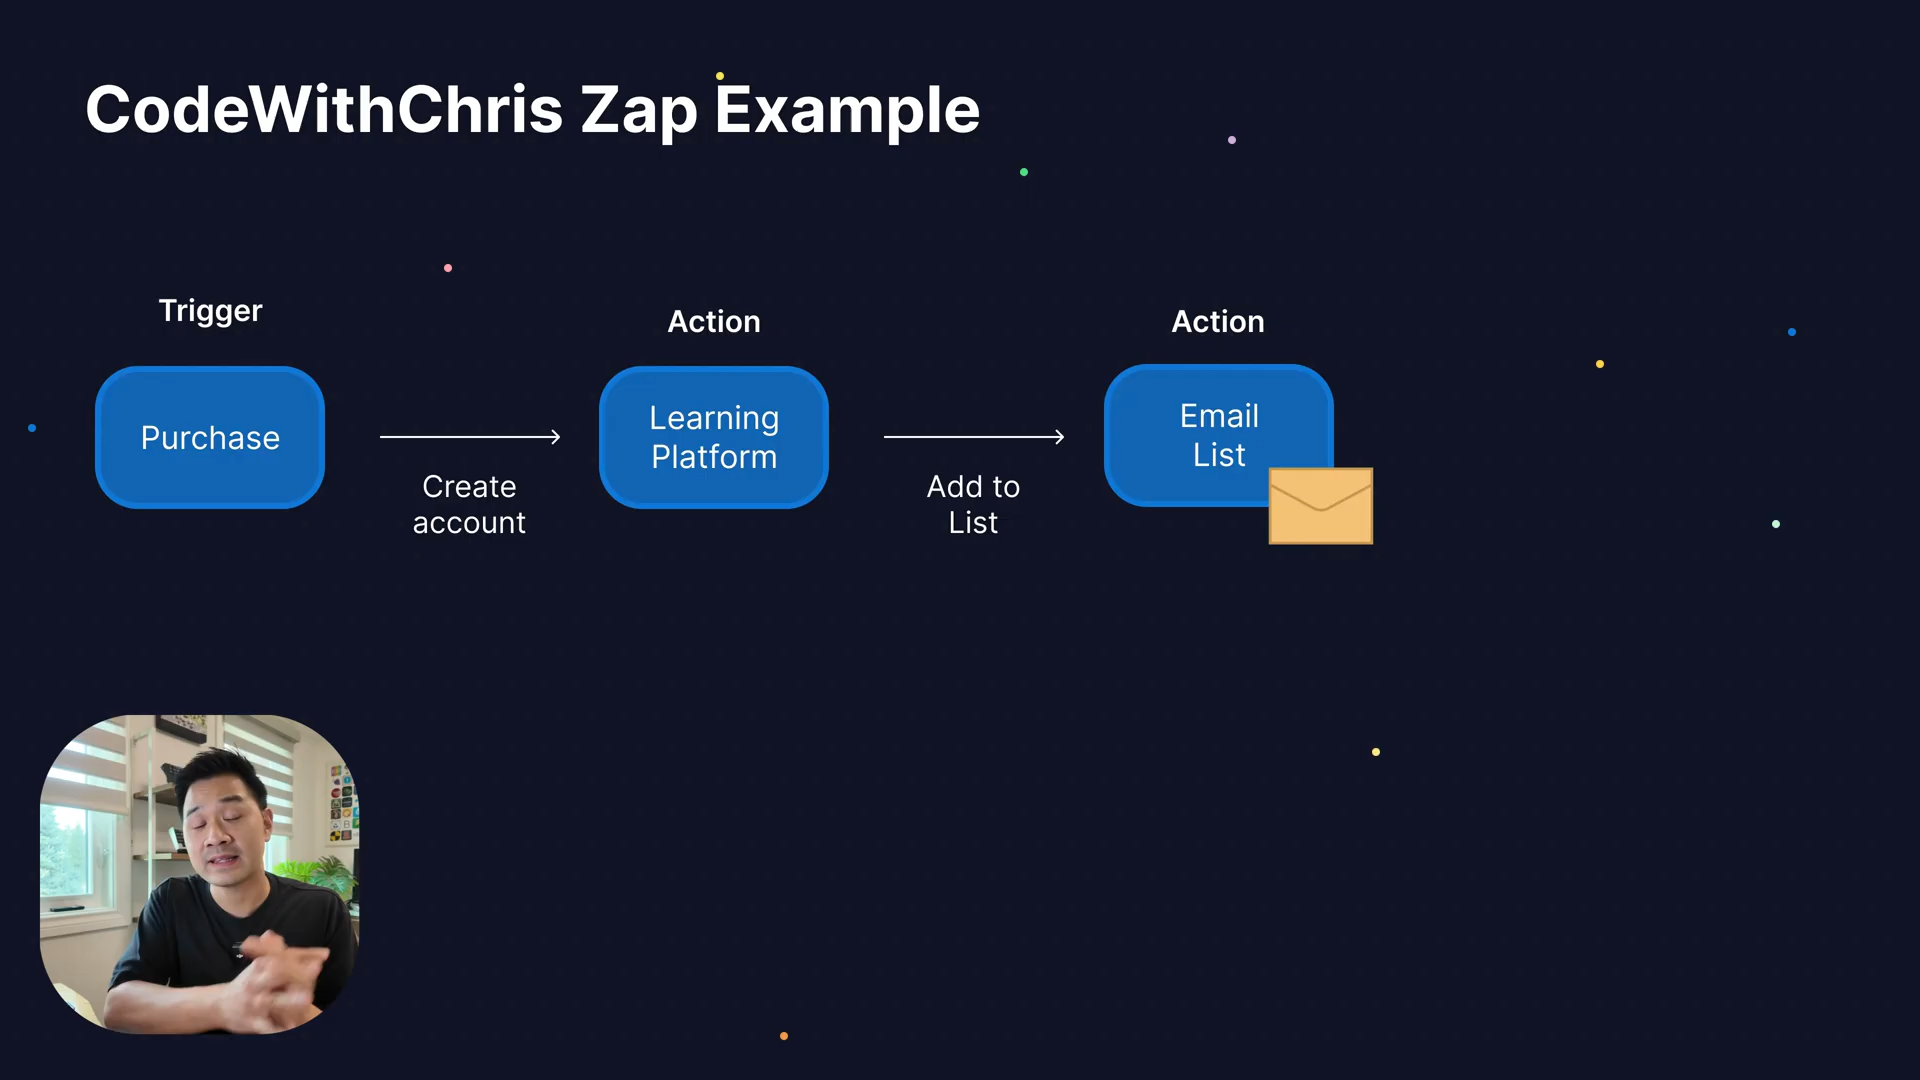 CodeWithChris Zap Example
Trigger
Action
Action
Purchase
Create
account
Learning
Platform
Add to
List
Email
List